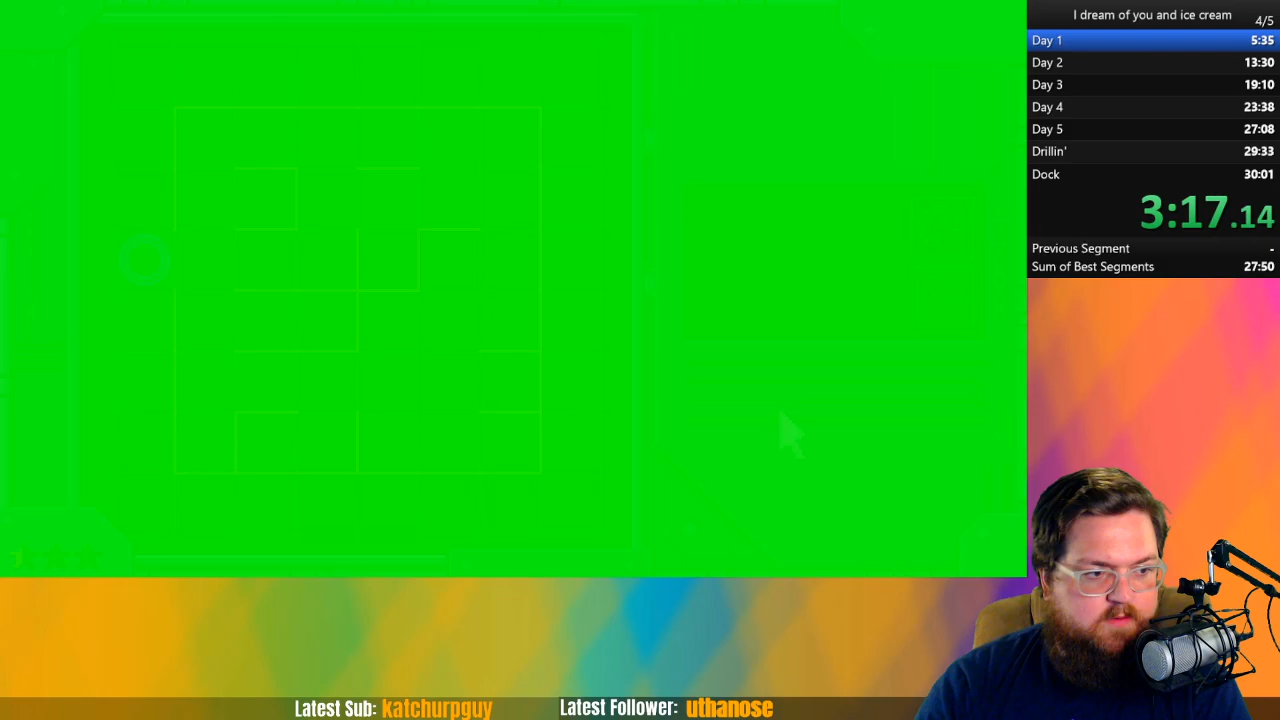 I dream of you and ice cream
4/5
Day 1 5:35
Day 2 13:30
Day 3 19:10
Day 4 23:38
Day 5 27:08
Drillin' 29:33
Dock 30:01
3:17.14
Previous Segment -
Sum of Best Segments 27:50
Latest Sub: katchurpguy Latest Follower: uthanose